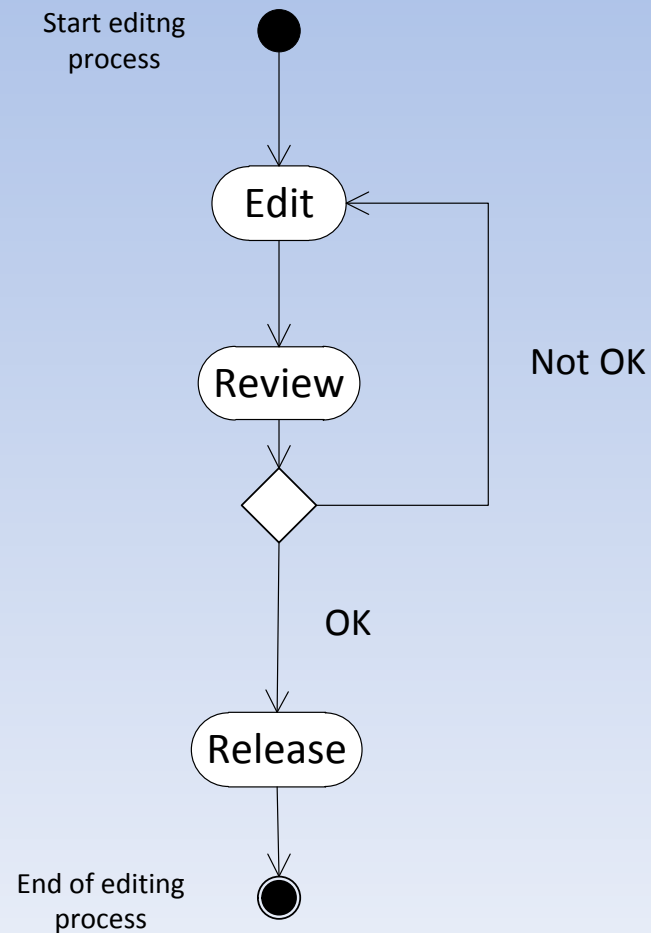 Start editng
process
Edit
Review
Not OK
OK
Release
End of editing
process